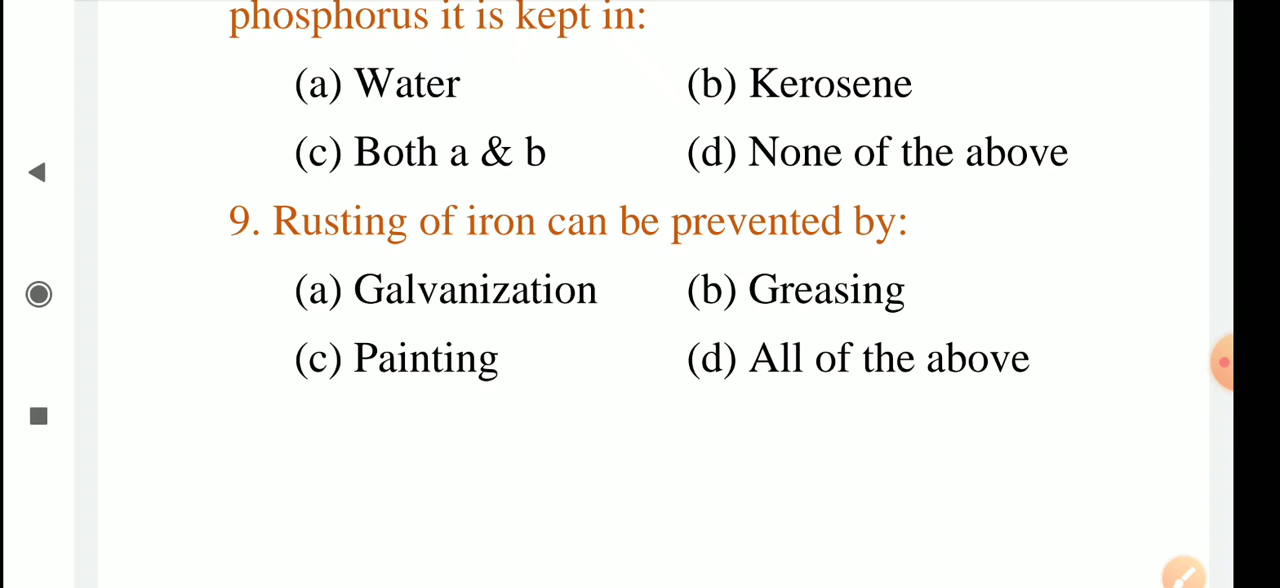 phosphorus it is kept in:
(a) Water (b) Kerosene
(c) Both a & b (d) None of the above
9. Rusting of iron can be prevented by:
(a) Galvanization (b) Greasing
(c) Painting (d) All of the above